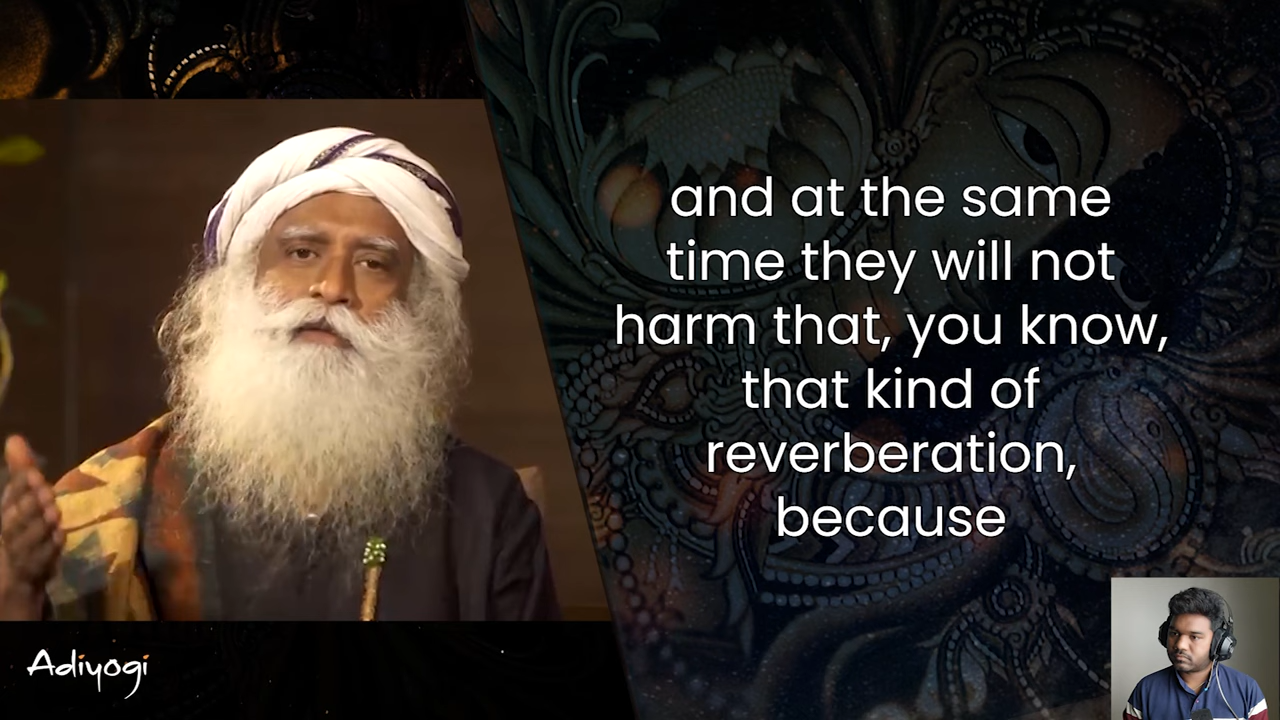 and at the same
time they will not
harm that, you know,
that kind of
reverberation,
because
Adiyogi